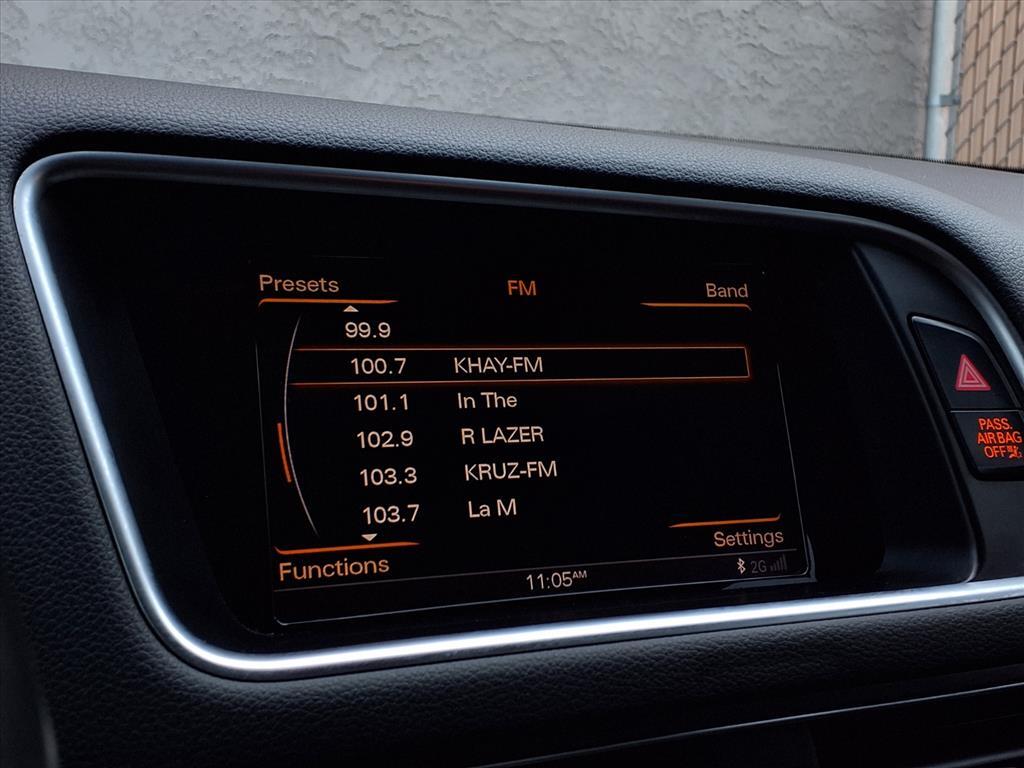 Presets FM Band
99.9
100.7 KHAY-FM
101.1 In The
102.9 R LAZER
103.3 KRUZ-FM
103.7 La M
Functions Settings
11:05AM 2G
PASS.
AIR BAG
OFF